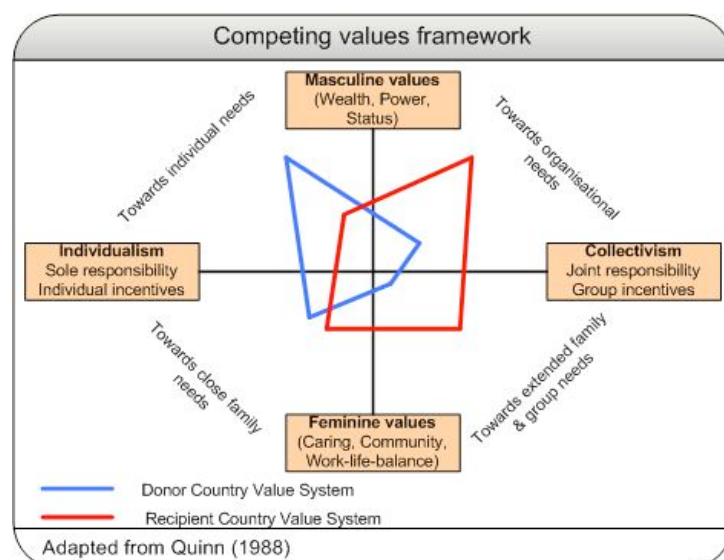 Competing values framework
Masculine values
(Wealth, Power,
Status)
Towards individual needs
Towards organisational
needs
Individualism
Sole responsibility
Individual incentives
Collectivism
Joint responsibility
Group incentives
Towards close family
needs
Towards extended family
& group needs
Feminine values
(Caring, Community,
Work-life-balance)
Donor Country Value System
Recipient Country Value System
Adapted from Quinn (1988)